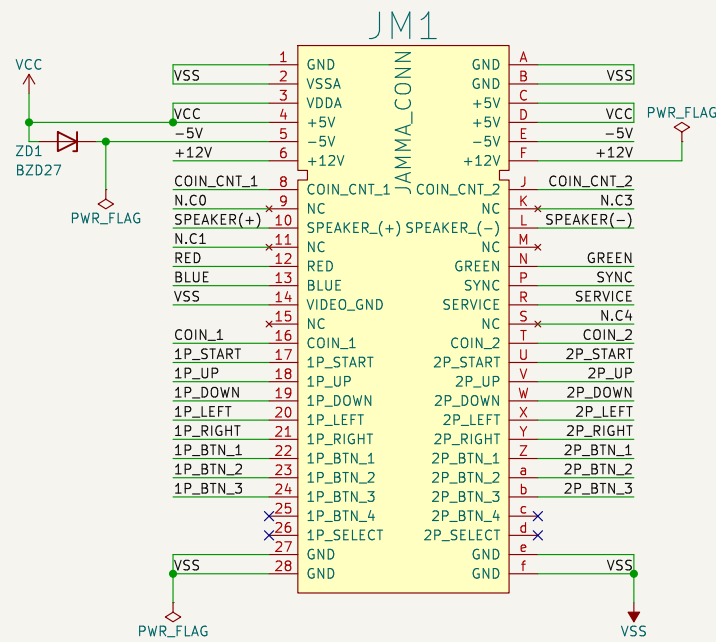 JM1
JAMMA_CONN
1 GND GND A
VSS 2 VSSA GND B VSS
3 VDDA +5V C
VCC
VCC 4 +5V +5V D VCC
PWR_FLAG
-5V 5 -5V -5V E -5V
ZD1
BZD27
+12V 6 +12V +12V F +12V
COIN_CNT_1 8 COIN_CNT_1 COIN_CNT_2 J COIN_CNT_2
N.C0 9 NC NC K N.C3
PWR_FLAG
SPEAKER(+) 10 SPEAKER_(+) SPEAKER_(-) L SPEAKER(-)
N.C1 11 NC NC M
RED 12 RED GREEN N GREEN
BLUE 13 BLUE SYNC P SYNC
VSS 14 VIDEO_GND SERVICE R SERVICE
15 NC NC S N.C4
COIN_1 16 COIN_1 COIN_2 T COIN_2
1P_START 17 1P_START 2P_START U 2P_START
1P_UP 18 1P_UP 2P_UP V 2P_UP
1P_DOWN 19 1P_DOWN 2P_DOWN W 2P_DOWN
1P_LEFT 20 1P_LEFT 2P_LEFT X 2P_LEFT
1P_RIGHT 21 1P_RIGHT 2P_RIGHT Y 2P_RIGHT
1P_BTN_1 22 1P_BTN_1 2P_BTN_1 Z 2P_BTN_1
1P_BTN_2 23 1P_BTN_2 2P_BTN_2 a 2P_BTN_2
1P_BTN_3 24 1P_BTN_3 2P_BTN_3 b 2P_BTN_3
25 1P_BTN_4 2P_BTN_4 c
26 1P_SELECT 2P_SELECT d
27 GND GND e
VSS 28 GND GND f VSS
PWR_FLAG
VSS